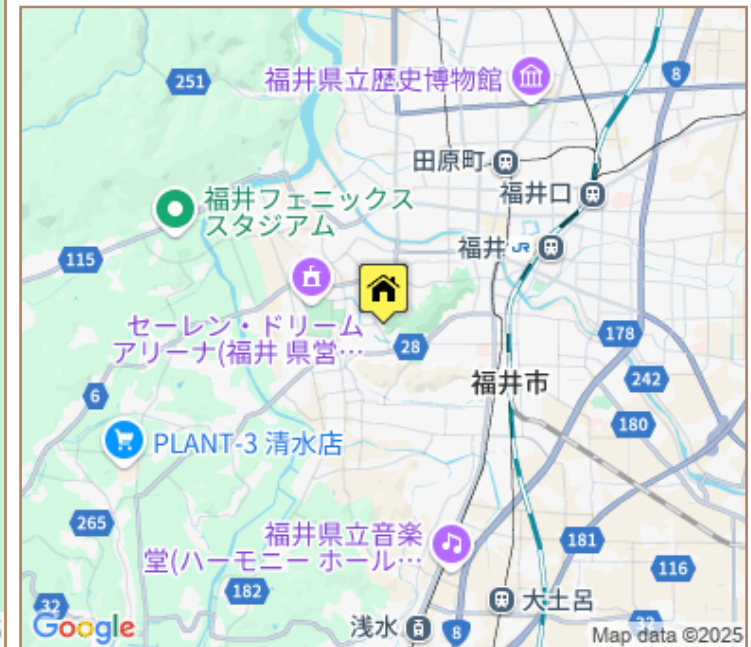 251
8
福井県立歴史博物館
田原町
福井口
福井フェニックス
スタジアム
福井
JR
115
セーレン・ドリーム
アリーナ(福井 県営…
28
178
福井市
242
6
180
PLANT-3 清水店
265
福井県立音楽
堂(ハーモニー ホール…
181
116
182
32
大土呂
32
Google
浅水
8
Map data ©2025